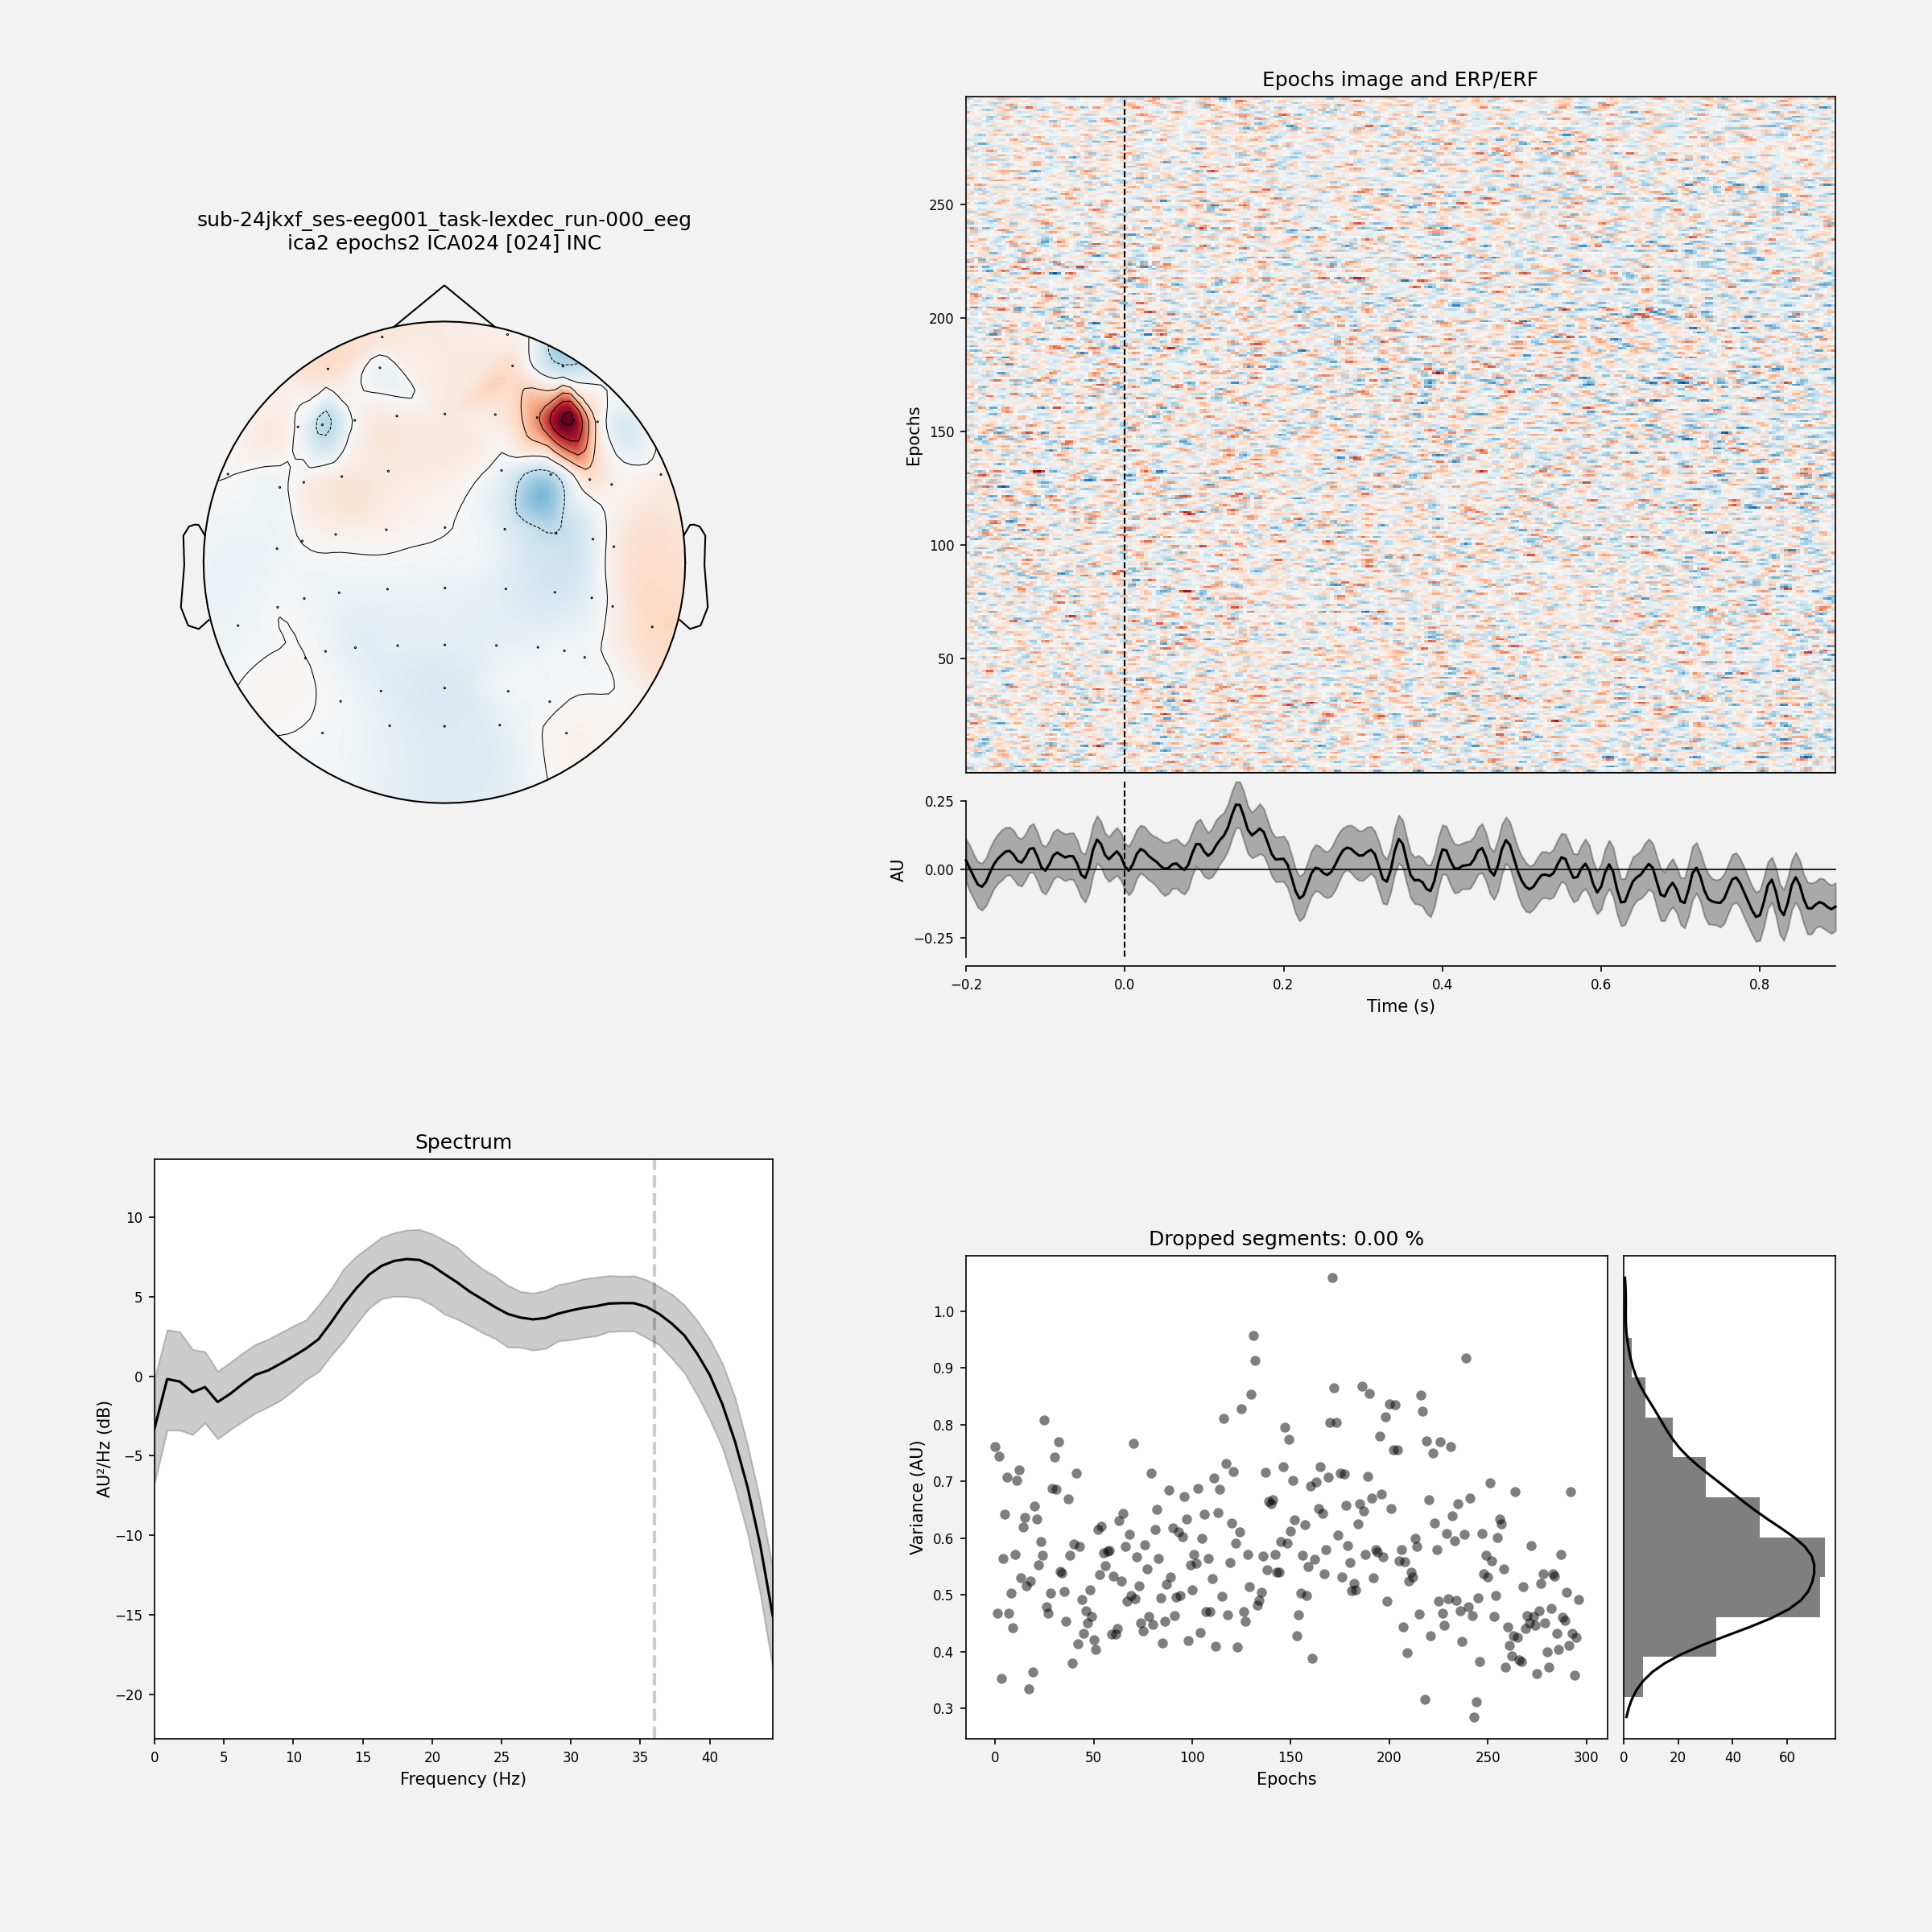 sub-24jkxf_ses-eeg001_task-lexdec_run-000_eeg
ica2 epochs2 ICA024 [024] INC
Epochs image and ERP/ERF
Epochs
250
200
150
100
50
AU
0.25
0.00
−0.25
−0.2 0.0 0.2 0.4 0.6 0.8
Time (s)
Spectrum
AU²/Hz (dB)
10
5
0
−5
−10
−15
−20
0 5 10 15 20 25 30 35 40
Frequency (Hz)
Dropped segments: 0.00 %
Variance (AU)
1.0
0.9
0.8
0.7
0.6
0.5
0.4
0.3
0 50 100 150 200 250 300
Epochs
0 20 40 60